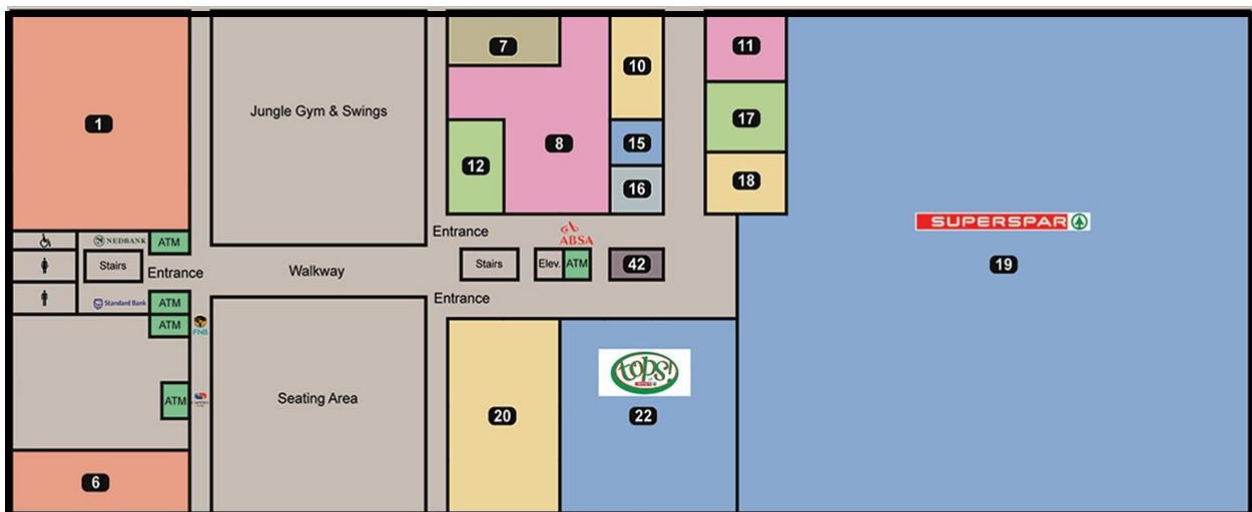 7
10
11
Jungle Gym & Swings
1
8
15
17
12
16
18
SUPERSPAR
NEDBANK
ATM
Entrance
ABSA
Stairs
Entrance
Walkway
Stairs
Elev.
ATM
42
19
Standard Bank
ATM
Entrance
ATM
FNB
tops!
ATM
Seating Area
20
22
6